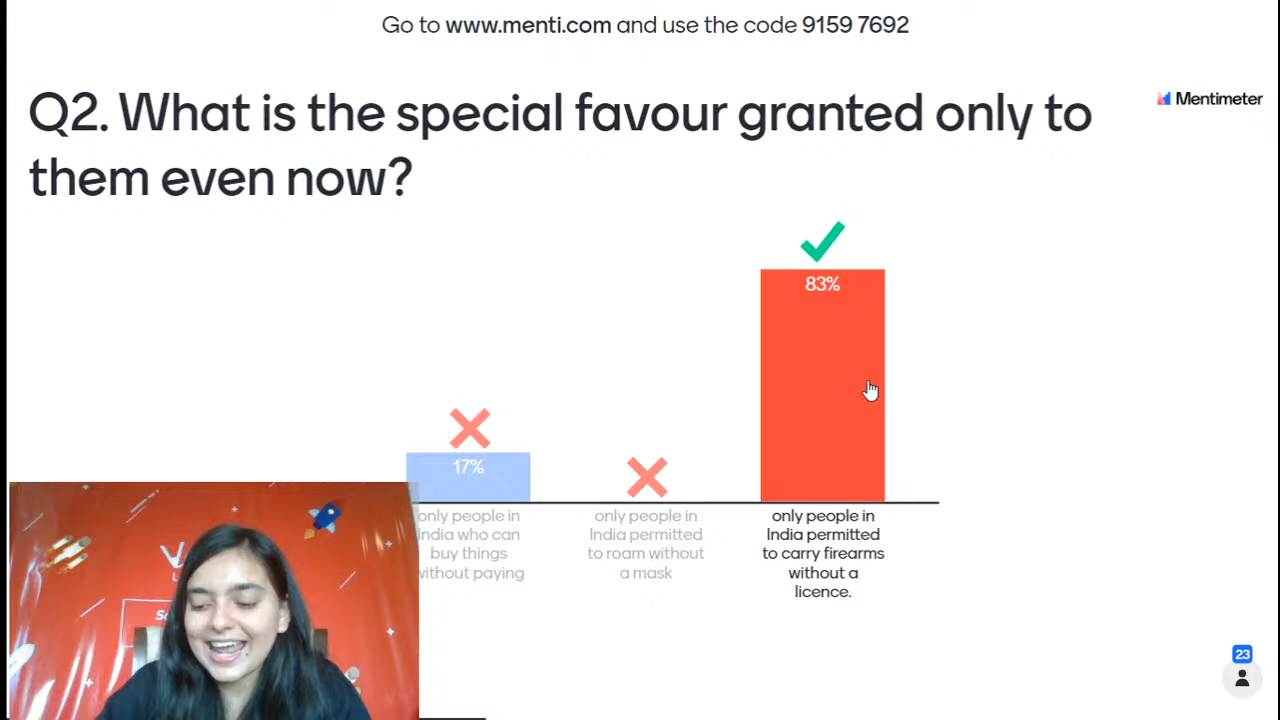 Go to www.menti.com and use the code 9159 7692
Mentimeter
Q2. What is the special favour granted only to
them even now?
83%
17%
only people in
India who can
buy things
without paying
only people in
India permitted
to roam without
a mask
only people in
India permitted
to carry firearms
without a
licence.
23